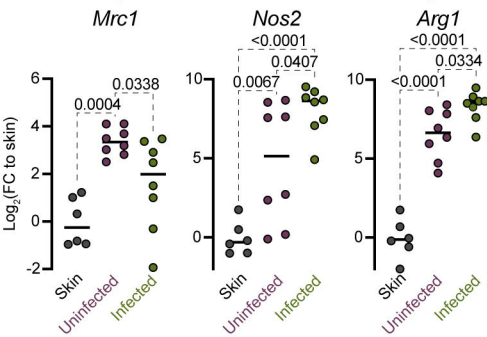 Mrc1
Nos2
Arg1
<0.0001
<0.0001
0.0338
0.0407
0.0334
0.0004
0.0067
<0.0001
Log2(FC to skin)
6
4
2
0
-2
10
5
0
10
5
0
Skin
Uninfected
Infected
Skin
Uninfected
Infected
Skin
Uninfected
Infected